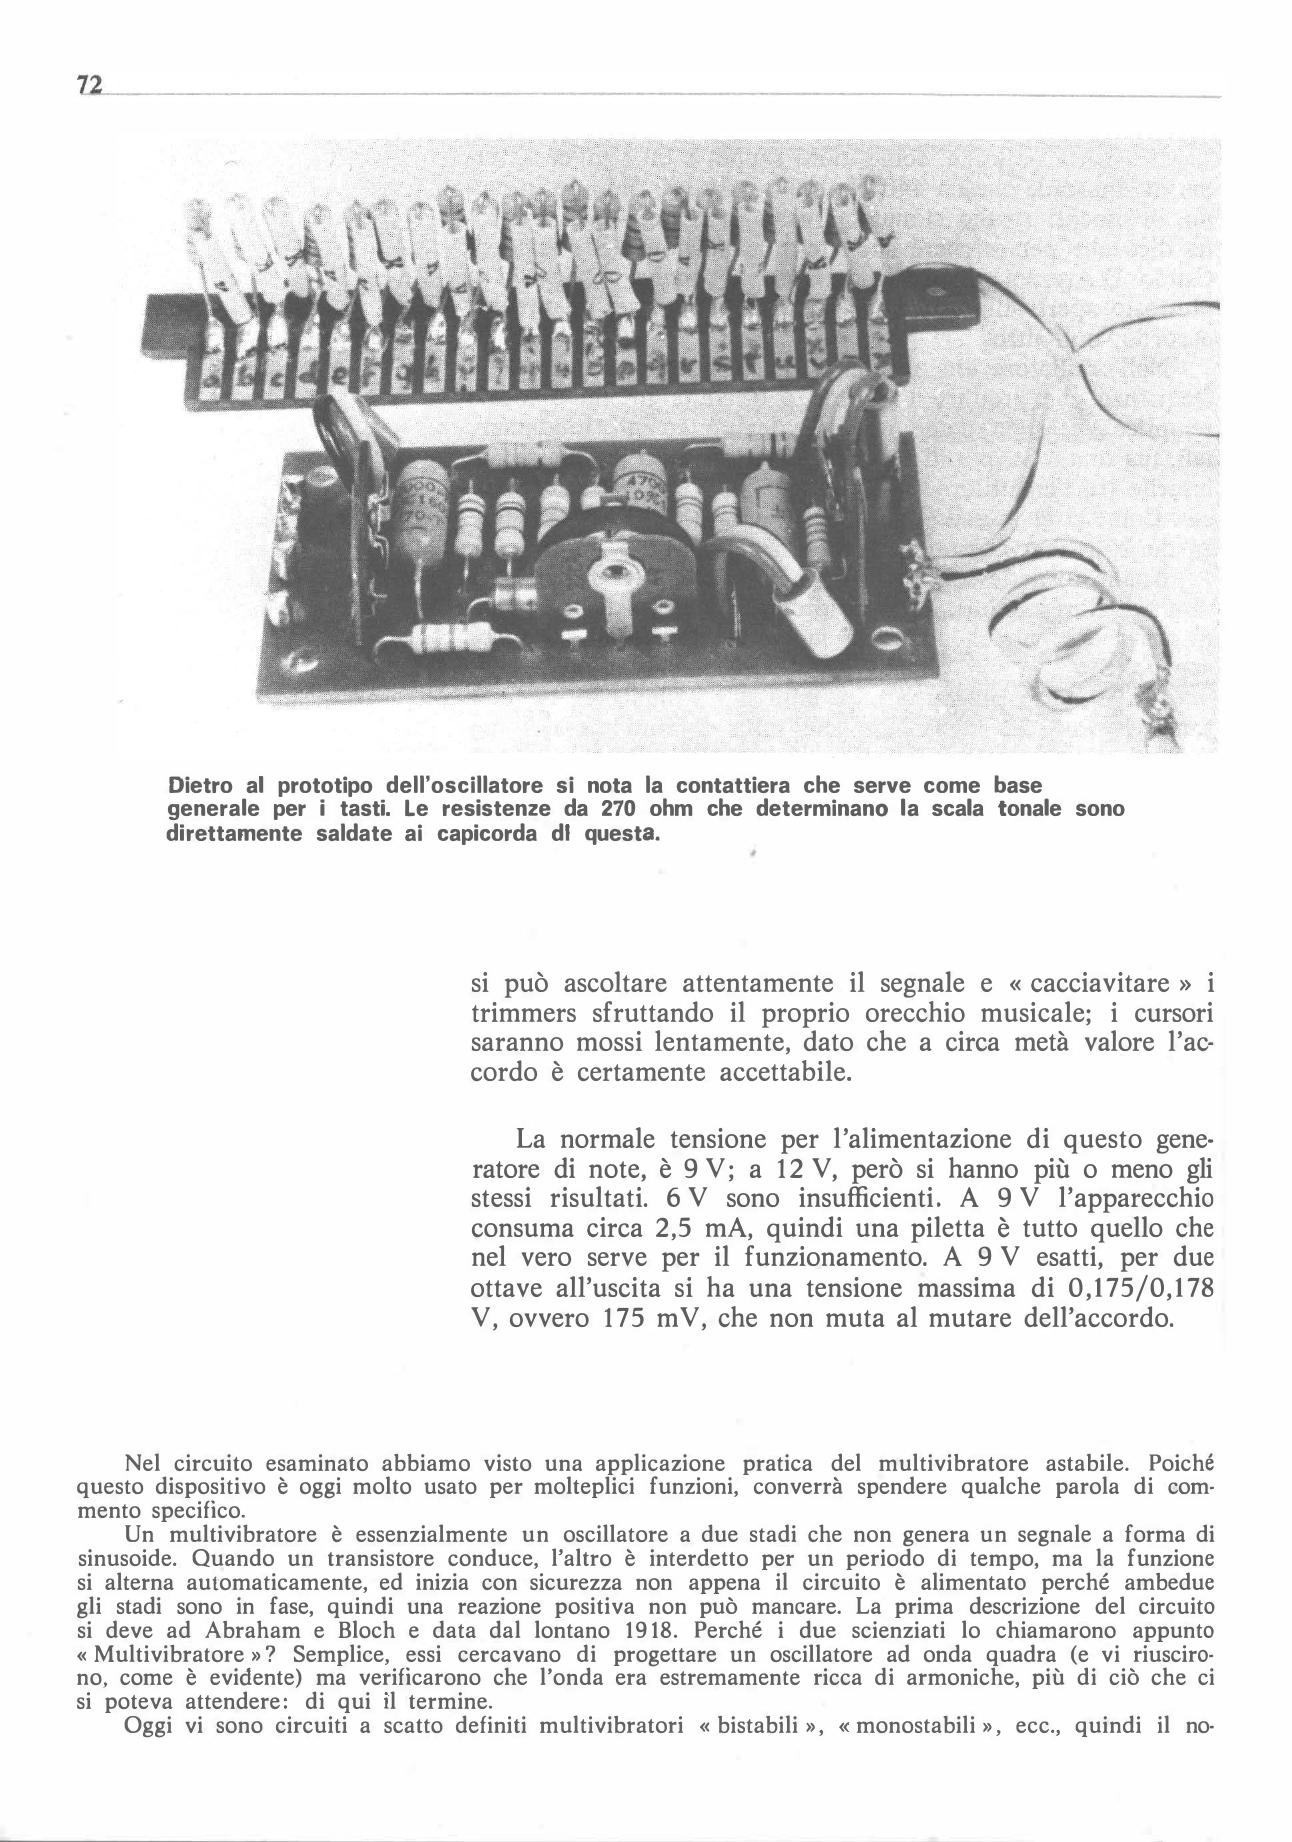 72
Dietro al prototipo dell'oscillatore si nota la contattiera che serve come base
generale per i tasti. Le resistenze da 270 ohm che determinano la scala tonale sono
direttamente saldate ai capicorda di questa.
si può ascoltare attentamente il segnale e « cacciavitare » i
trimmers sfruttando il proprio orecchio musicale; i cursori
saranno mossi lentamente, dato che a circa metà valore l'ac-
cordo è certamente accettabile.
La normale tensione per l'alimentazione di questo gene-
ratore di note, è 9 V; a 12 V, però si hanno più o meno gli
stessi risultati. 6 V sono insufficienti. A 9 V l'apparecchio
consuma circa 2,5 mA, quindi una piletta è tutto quello che
nel vero serve per il funzionamento. A 9 V esatti, per due
ottave all'uscita si ha una tensione massima di 0,175/0,178
V, ovvero 175 mV, che non muta al mutare dell'accordo.
Nel circuito esaminato abbiamo visto una applicazione pratica del multivibratore astabile. Poiché
questo dispositivo è oggi molto usato per molteplici funzioni, converrà spendere qualche parola di com-
mento specifico.
Un multivibratore è essenzialmente un oscillatore a due stadi che non genera un segnale a forma di
sinusoide. Quando un transistore conduce, l'altro è interdetto per un periodo di tempo, ma la funzione
si alterna automaticamente, ed inizia con sicurezza non appena il circuito è alimentato perché ambedue
gli stadi sono in fase, quindi una reazione positiva non può mancare. La prima descrizione del circuito
si deve ad Abraham e Bloch e data dal lontano 1918. Perché i due scienziati lo chiamarono appunto
« Multivibratore »? Semplice, essi cercavano di progettare un oscillatore ad onda quadra (e vi riusciro-
no, come è evidente) ma verificarono che l'onda era estremamente ricca di armoniche, più di ciò che ci
si poteva attendere: di qui il termine.
Oggi vi sono circuiti a scatto definiti multivibratori « bistabili », « monostabili », ecc., quindi il no-